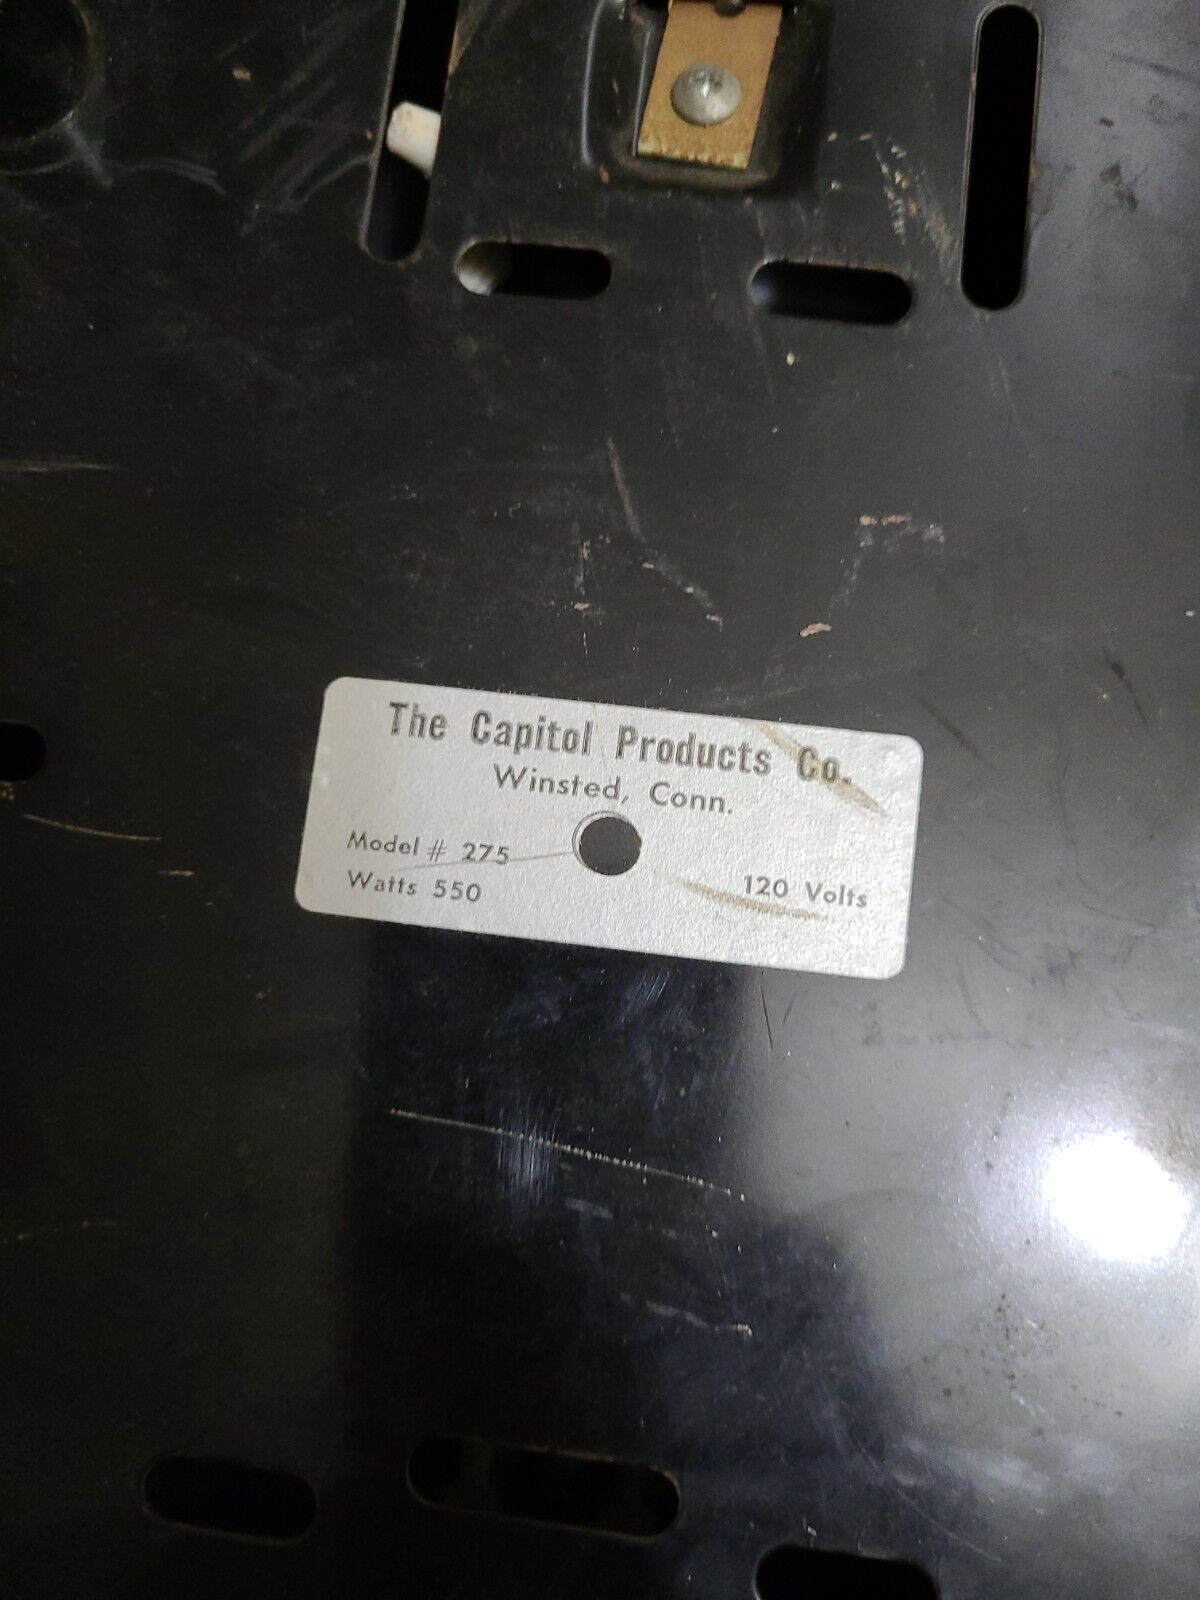 The Capitol Products Co.
Winsted, Conn.
Model # 275
Watts 550
120 Volts